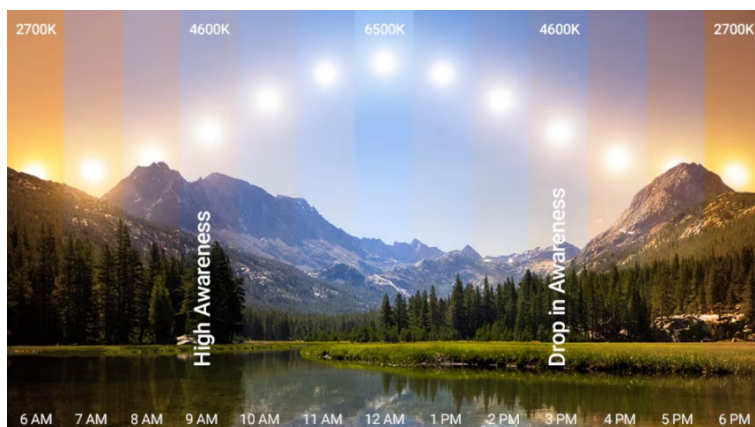 2700K 4600K 6500K 4600K 2700K
High Awareness
Drop in Awareness
6 AM 7 AM 8 AM 9 AM 10 AM 11 AM 12 AM 1 PM 2 PM 3 PM 4 PM 5 PM 6 PM